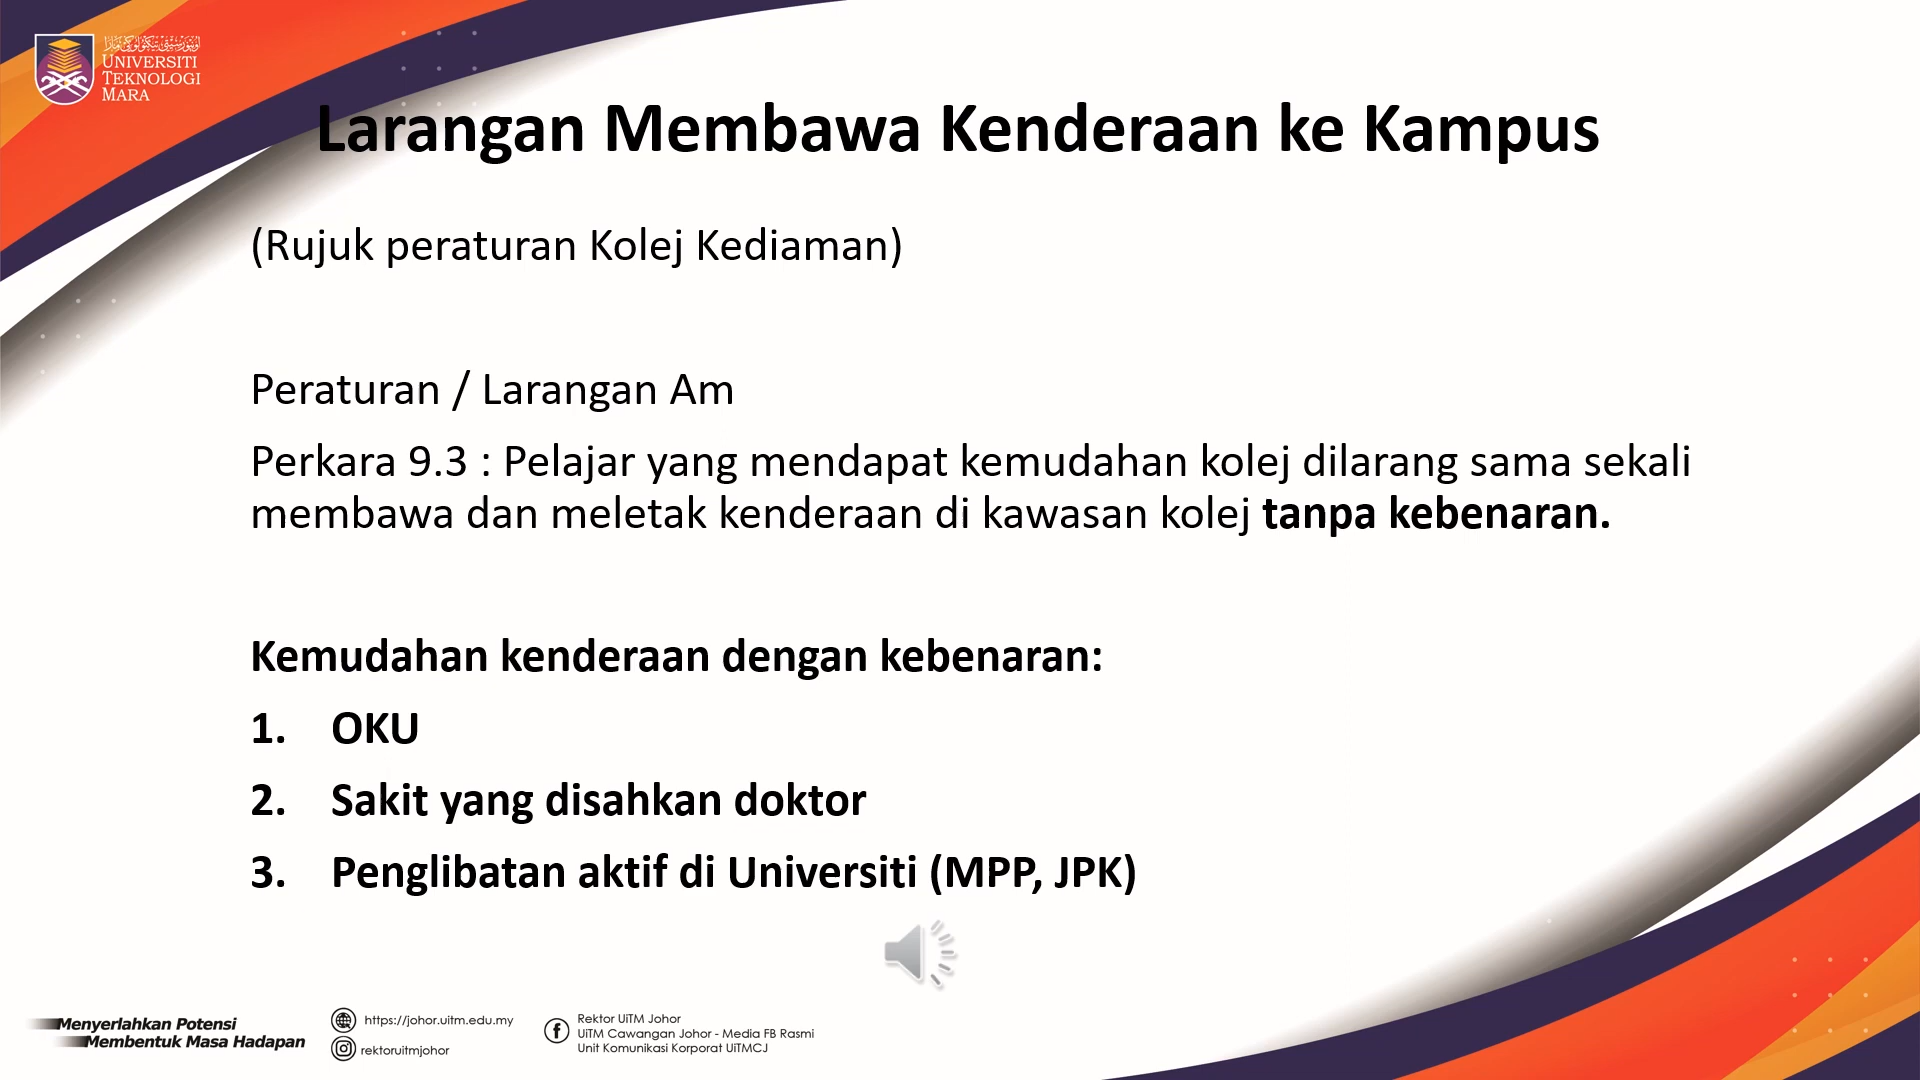 UNIVERSITI
TEKNOLOGI
MARA
Larangan Membawa Kenderaan ke Kampus
(Rujuk peraturan Kolej Kediaman)
Peraturan / Larangan Am
Perkara 9.3 : Pelajar yang mendapat kemudahan kolej dilarang sama sekali
membawa dan meletak kenderaan di kawasan kolej tanpa kebenaran.
Kemudahan kenderaan dengan kebenaran:
1. OKU
2. Sakit yang disahkan doktor
3. Penglibatan aktif di Universiti (MPP, JPK)
Menyerlahkan Potensi
Membentuk Masa Hadapan
https://johor.uitm.edu.my
rektoruitmjohor
Rektor UiTM Johor
UiTM Cawangan Johor - Media FB Rasmi
Unit Komunikasi Korporat UiTMCJ